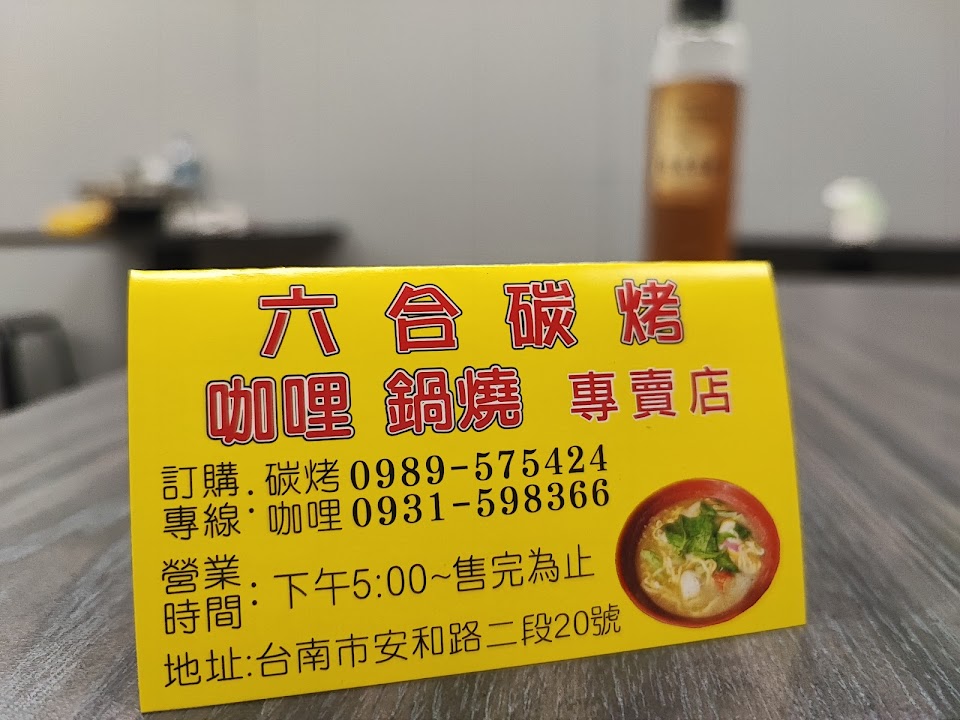 六合碳烤
咖哩 鍋燒 專賣店
訂購專線: 碳烤 0989-575424
咖哩 0931-598366
營業時間: 下午5:00~售完為止
地址:台南市安和路二段20號